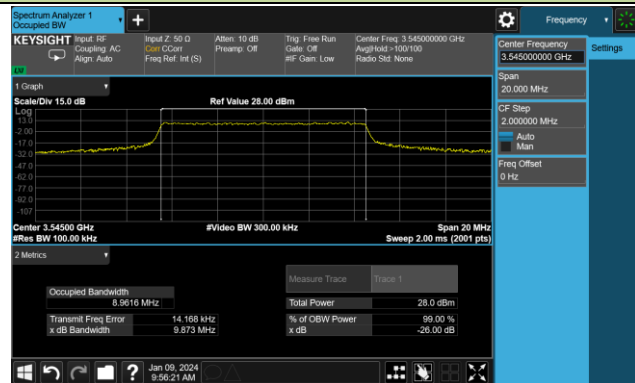 Spectrum Analyzer 1
Occupied BW
Frequency
KEYSIGHT
Input: RF
Coupling: AC
Align: Auto
Input Z: 50 Ω
Corr CCorr
Freq Ref: Int (S)
Atten: 10 dB
Preamp: Off
Trig: Free Run
Gate: Off
#IF Gain: Low
Center Freq: 3.545000000 GHz
Avg|Hold:>100/100
Radio Std: None
Center Frequency
3.545000000 GHz
Settings
Span
20.000 MHz
CF Step
2.000000 MHz
Auto
Man
Freq Offset
0 Hz
1 Graph
Scale/Div 15.0 dB
Ref Value 28.00 dBm
Log
13.0
-2.00
-17.0
-32.0
-47.0
-62.0
-77.0
-92.0
-107
Center 3.54500 GHz
#Video BW 300.00 kHz
Span 20 MHz
#Res BW 100.00 kHz
Sweep 2.00 ms (2001 pts)
2 Metrics
Measure Trace
Trace 1
Occupied Bandwidth
8.9616 MHz
Total Power
28.0 dBm
Transmit Freq Error
14.168 kHz
% of OBW Power
99.00 %
x dB Bandwidth
9.873 MHz
x dB
-26.00 dB
Jan 09, 2024
9:56:21 AM